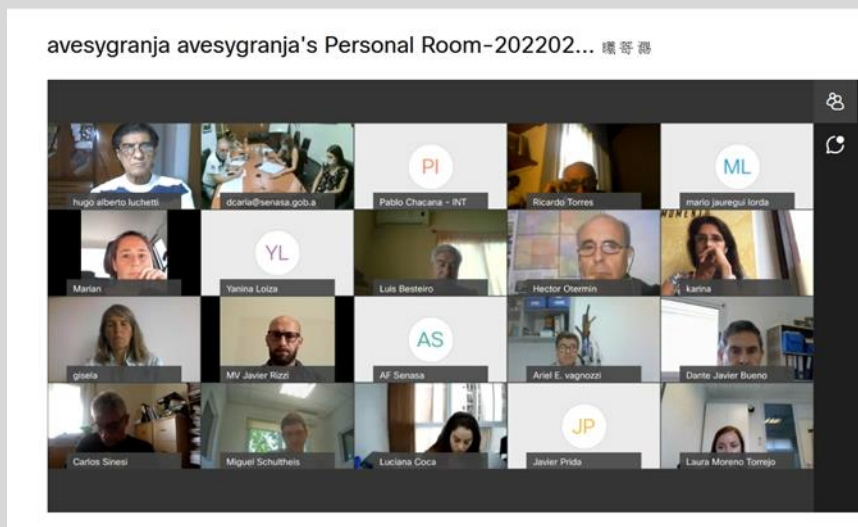 avesygranja avesygranja's Personal Room-202202...
PI
ML
hugo alberto luchetti
dcaria@senasa.gob.a
Pablo Chacana - INT
Ricardo Torres
mario jauregui lorda
MOMENTO
YL
Marian
Yanina Loiza
Luis Besteiro
Hector Otermin
karina
AS
gisela
MV Javier Rizzi
AF Senasa
Ariel E. vagnozzi
Dante Javier Bueno
JP
Carlos Sinesi
Miguel Schultheis
Luciana Coca
Javier Prida
Laura Moreno Torrejo